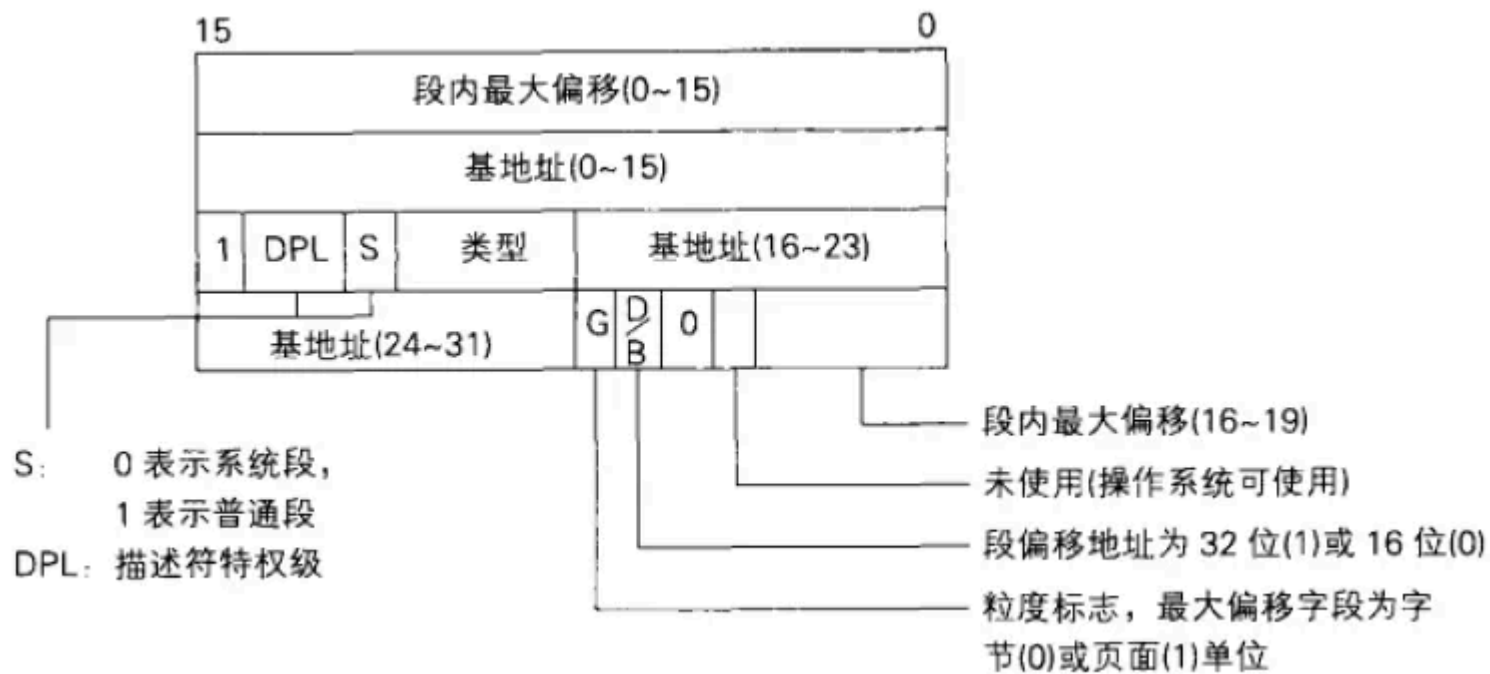 15 0
段内最大偏移(0~15)
基地址(0~15)
1 DPL S 类型 基地址(16~23)
基地址(24~31) G D/B 0
段内最大偏移(16~19)
S: 0 表示系统段,
未使用(操作系统可使用)
1 表示普通段
段偏移地址为 32 位(1)或 16 位(0)
DPL: 描述符特权级
粒度标志，最大偏移字段为字
节(0)或页面(1)单位